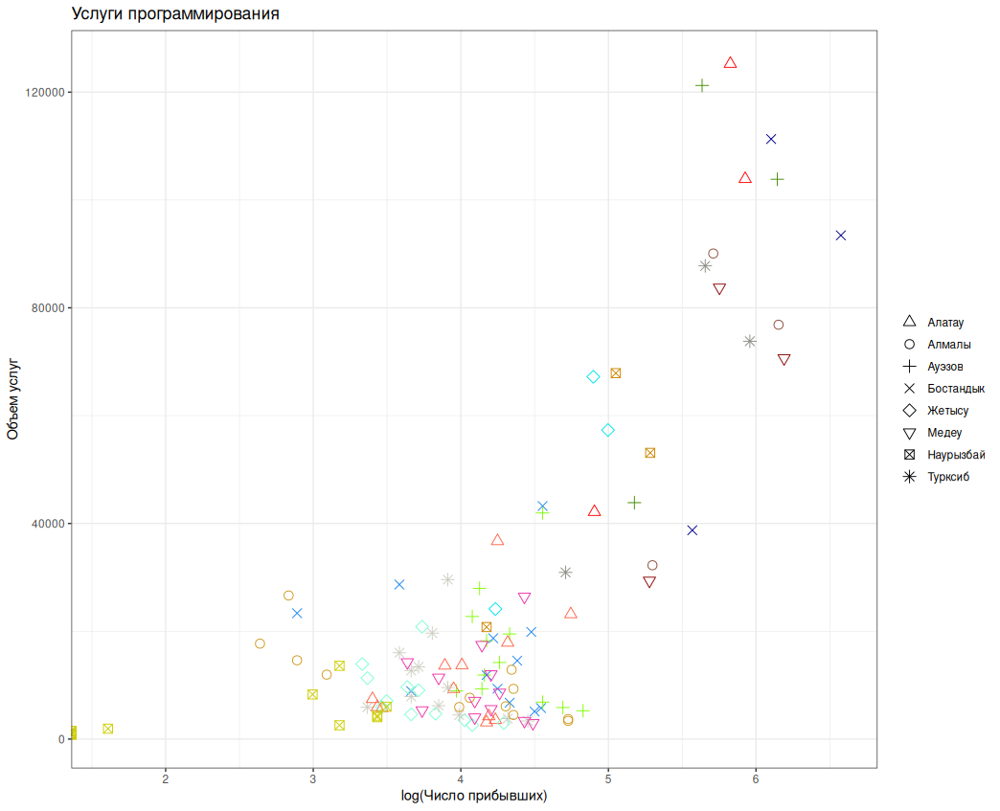 Услуги программирования
120000
80000
40000
0
Объем услуг
2 3 4 5 6
log(Число прибывших)
Алатау
Алмалы
Ауэзов
Бостандык
Жетысу
Медеу
Наурызбай
Турксиб